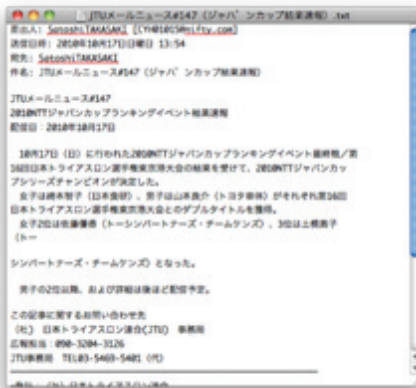 JTUメールニュース#147（ジャパンカップ結果速報）.txt
差出人: SatoshiTAKASAKI [CYH01015@nifty.com]
送信日時: 2010年10月17日日曜日 13:54
宛先: SatoshiTAKASAKI
件名: JTUメールニュース#147（ジャパンカップ結果速報）
JTUメールニュース#147
2010NTTジャパンカップランキングイベント結果速報
配信日：2010年10月17日
10月17日（日）に行われた2010NTTジャパンカップランキングイベント最終戦／第
16回日本トライアスロン選手権東京港大会の結果を受けて、2010NTTジャパンカッ
プシリーズチャンピオンが決定した。
女子は崎本智子（日本食研）、男子は山本良介（トヨタ車体）がそれぞれ第16回
日本トライアスロン選手権東京港大会とのダブルタイトルを獲得。
女子2位は佐藤優香（トーシンパートナーズ・チームケンズ）、3位は土橋茜子
（トー
シンパートナーズ・チームケンズ）となった。
男子の2位以降、および詳細は後ほど配信予定。
この記事に関するお問い合わせ先
（社）日本トライアスロン連合(JTU) 事務局
広報担当：090-3204-3126
JTU事務局 TEL03-5469-5401（代）